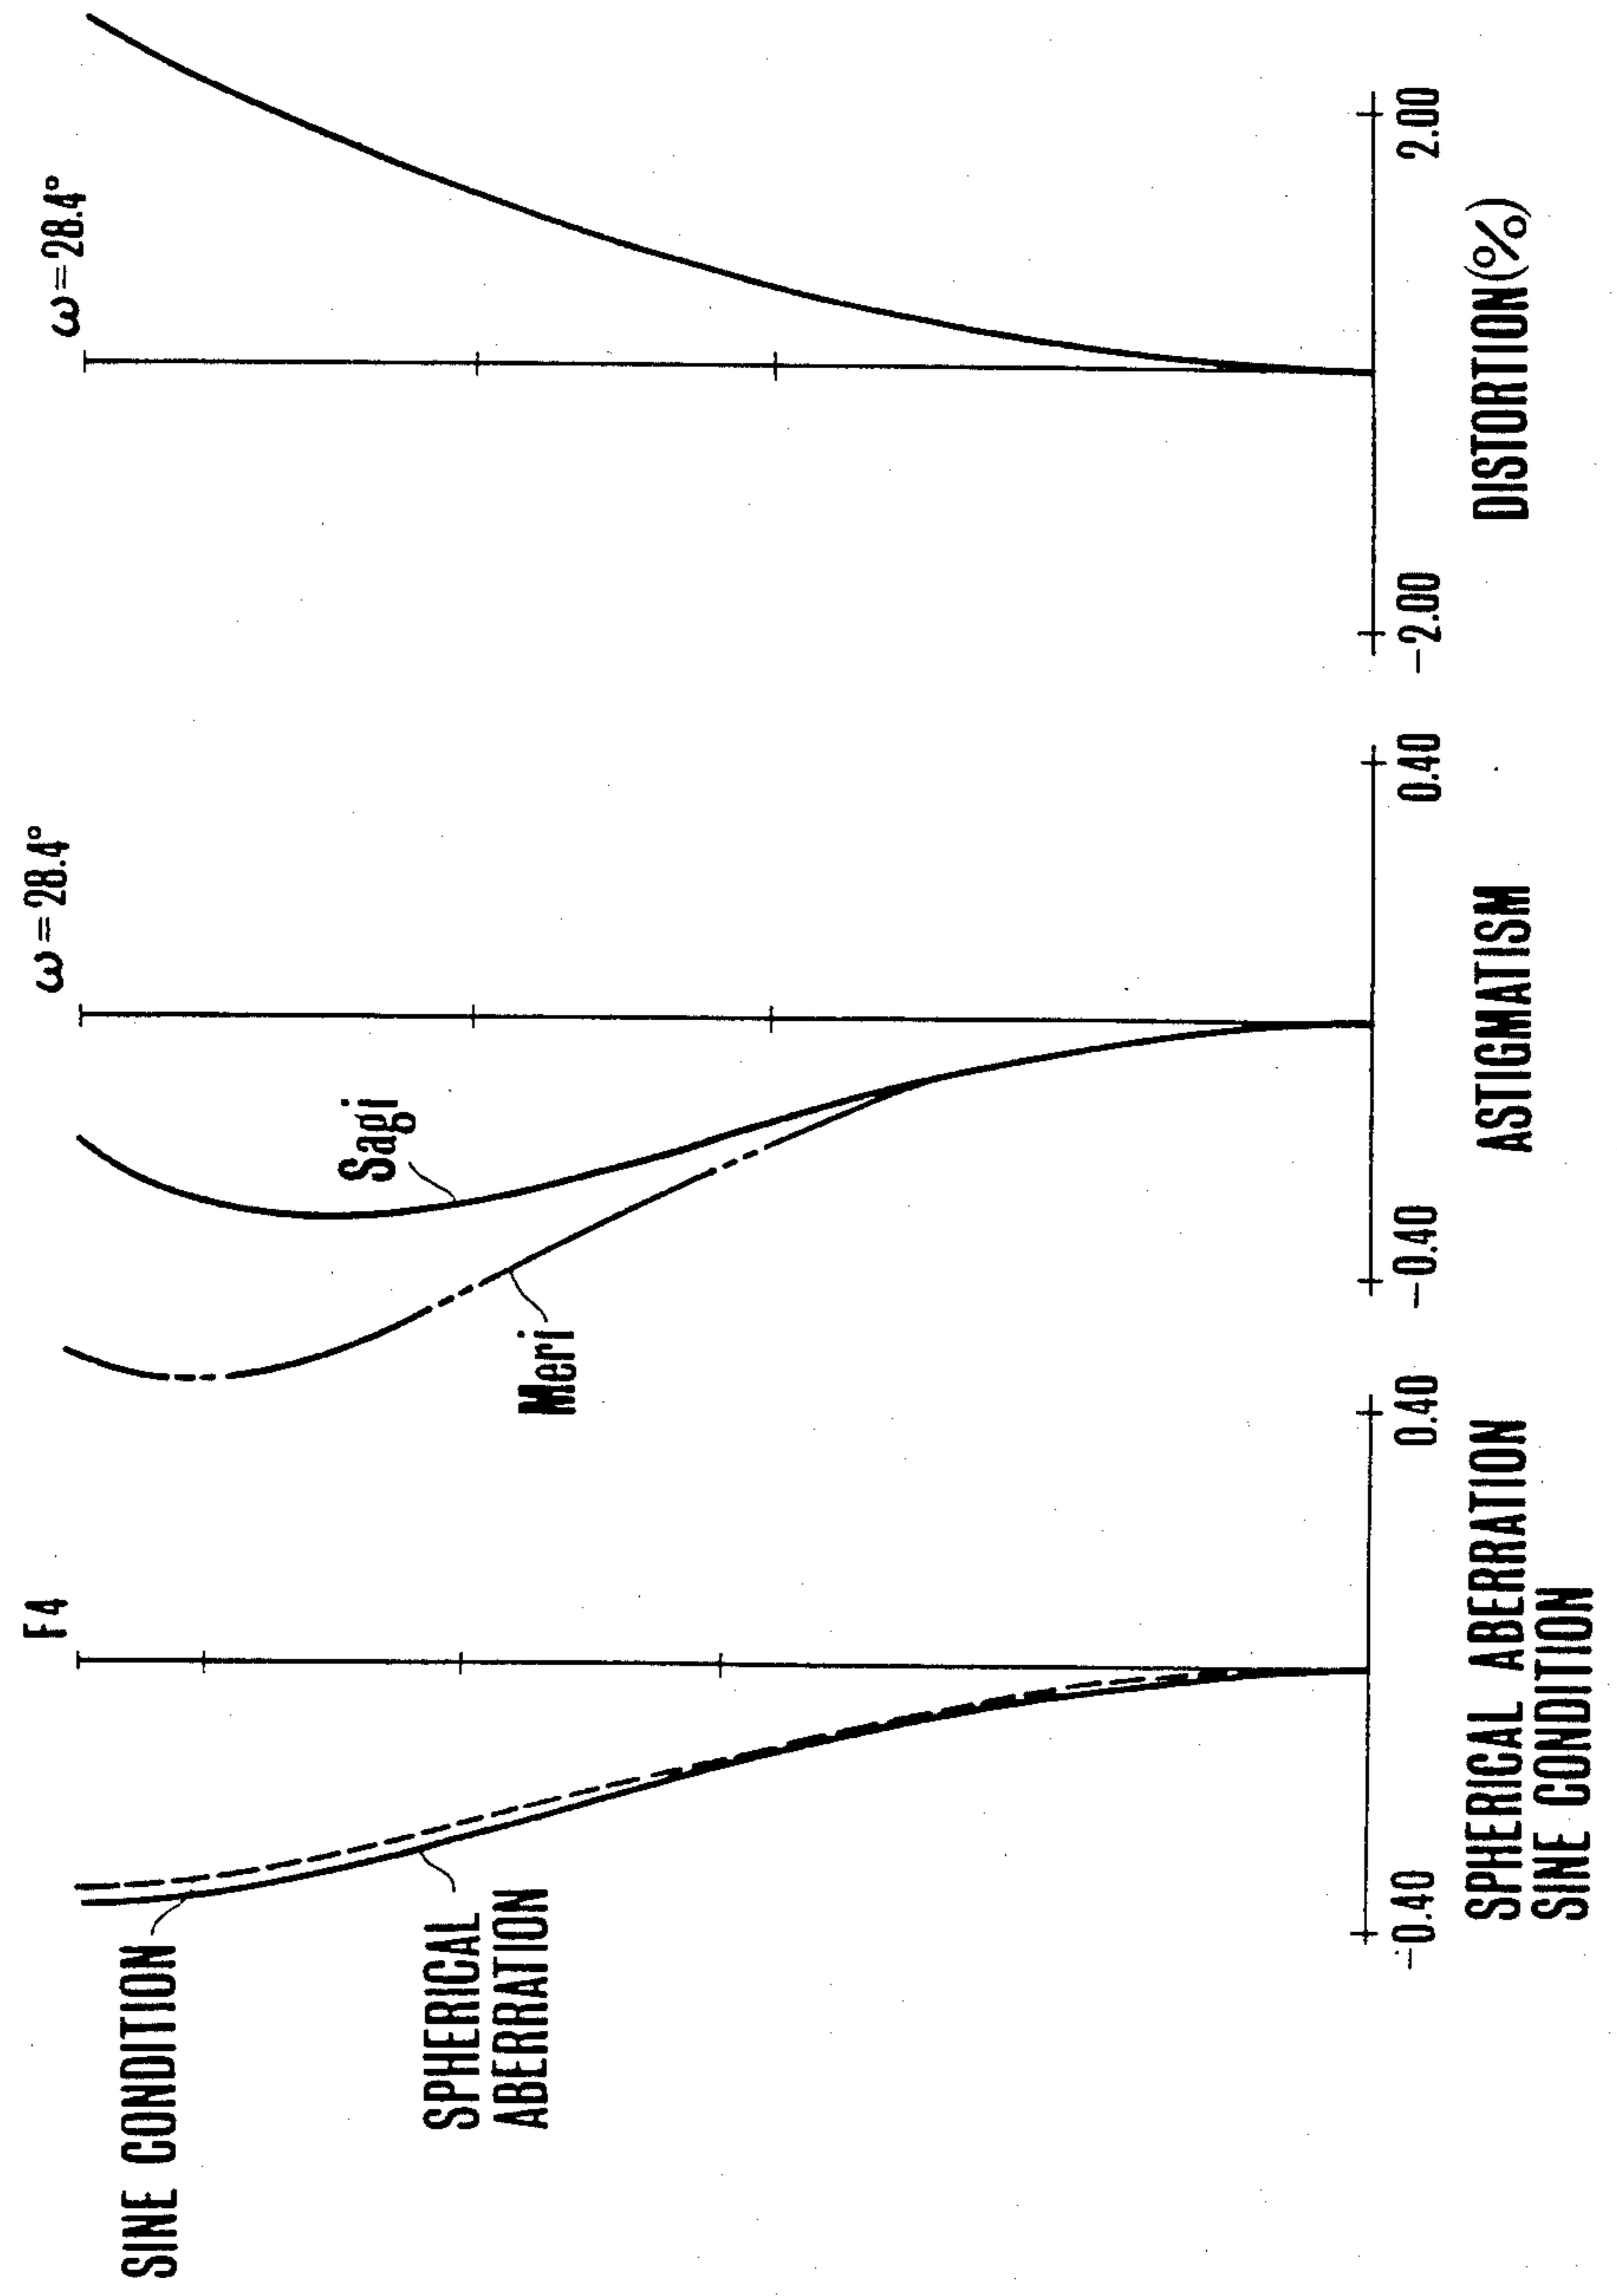 F4
SINE CONDITION
SPHERICAL
ABERRATION
-0.40
0.40
SPHERICAL ABERRATION
SINE CONDITION
ω=28.4°
Sagi
Meri
-0.40
0.40
ASTIGMATISM
ω=28.4°
-2.00
2.00
DISTORTION(%)